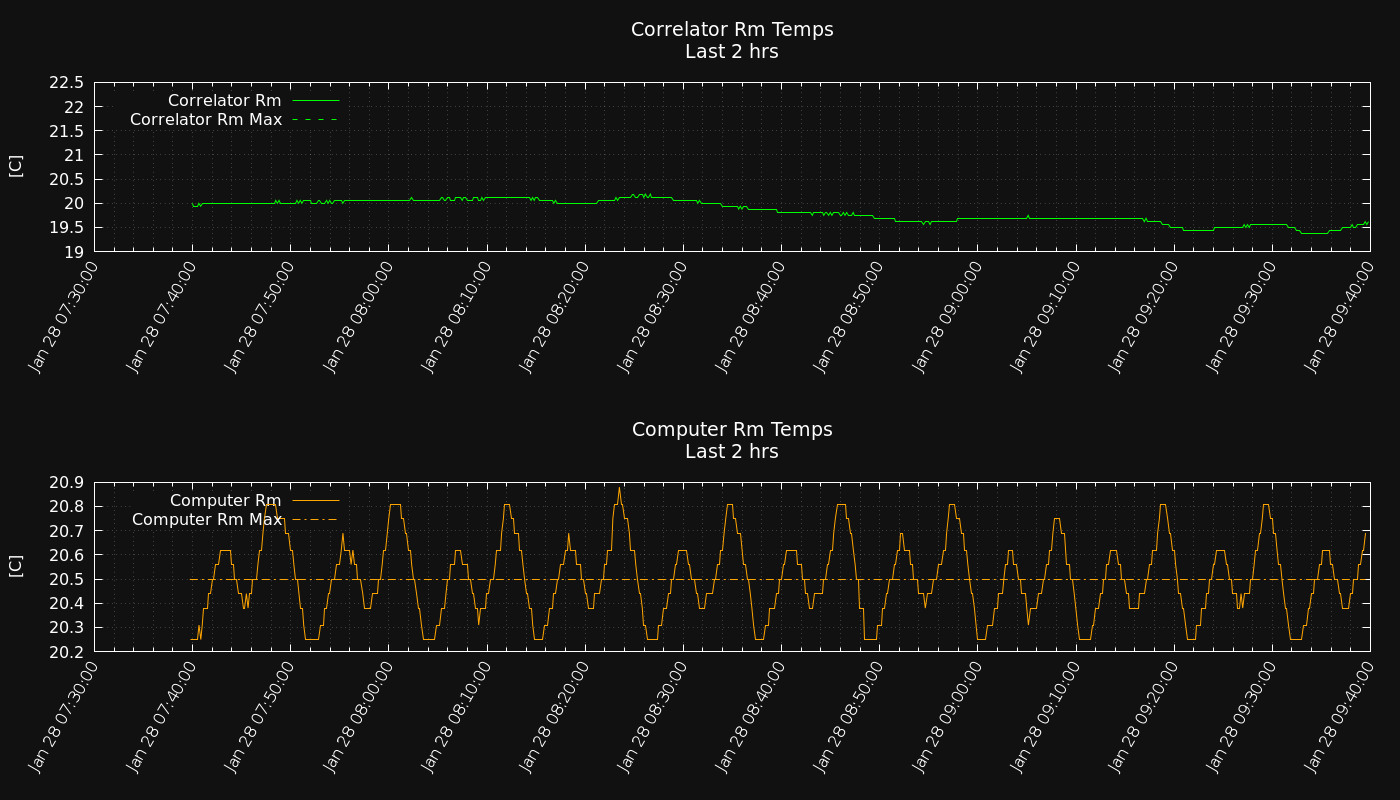 Correlator Rm Temps
Last 2 hrs
22.5
22
21.5
21
20.5
20
19.5
19
[C]
Correlator Rm
Correlator Rm Max
Jan 28 07:30:00
Jan 28 07:40:00
Jan 28 07:50:00
Jan 28 08:00:00
Jan 28 08:10:00
Jan 28 08:20:00
Jan 28 08:30:00
Jan 28 08:40:00
Jan 28 08:50:00
Jan 28 09:00:00
Jan 28 09:10:00
Jan 28 09:20:00
Jan 28 09:30:00
Jan 28 09:40:00
Computer Rm Temps
Last 2 hrs
20.9
20.8
20.7
20.6
20.5
20.4
20.3
20.2
[C]
Computer Rm
Computer Rm Max
Jan 28 07:30:00
Jan 28 07:40:00
Jan 28 07:50:00
Jan 28 08:00:00
Jan 28 08:10:00
Jan 28 08:20:00
Jan 28 08:30:00
Jan 28 08:40:00
Jan 28 08:50:00
Jan 28 09:00:00
Jan 28 09:10:00
Jan 28 09:20:00
Jan 28 09:30:00
Jan 28 09:40:00